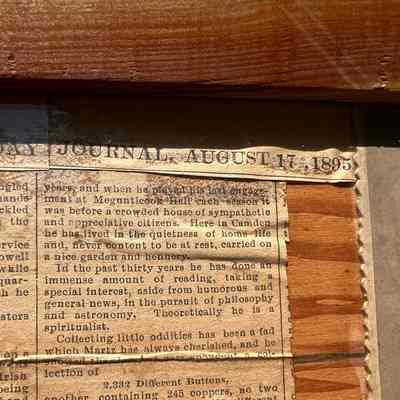 DAY JOURNAL, AUGUST 17, 1895
years, and when he played his last engage-
ment at Megunticook Hall each season it
was before a crowded house of sympathetic
and appreciative citizens. Here in Camden
he has lived in the quietness of home life
and, never content to be at rest, carried on
a nice garden and hennery.
In the past thirty years he has done an
immense amount of reading, taking a
special interest, aside from humorous and
general news, in the pursuit of philosophy
and astronomy. Theoretically he is a
spiritualist.
Collecting little oddities has been a fad
which Martz has always cherished, and he
lection of
2,332 Different Buttons,
another containing 245 coppers, no two